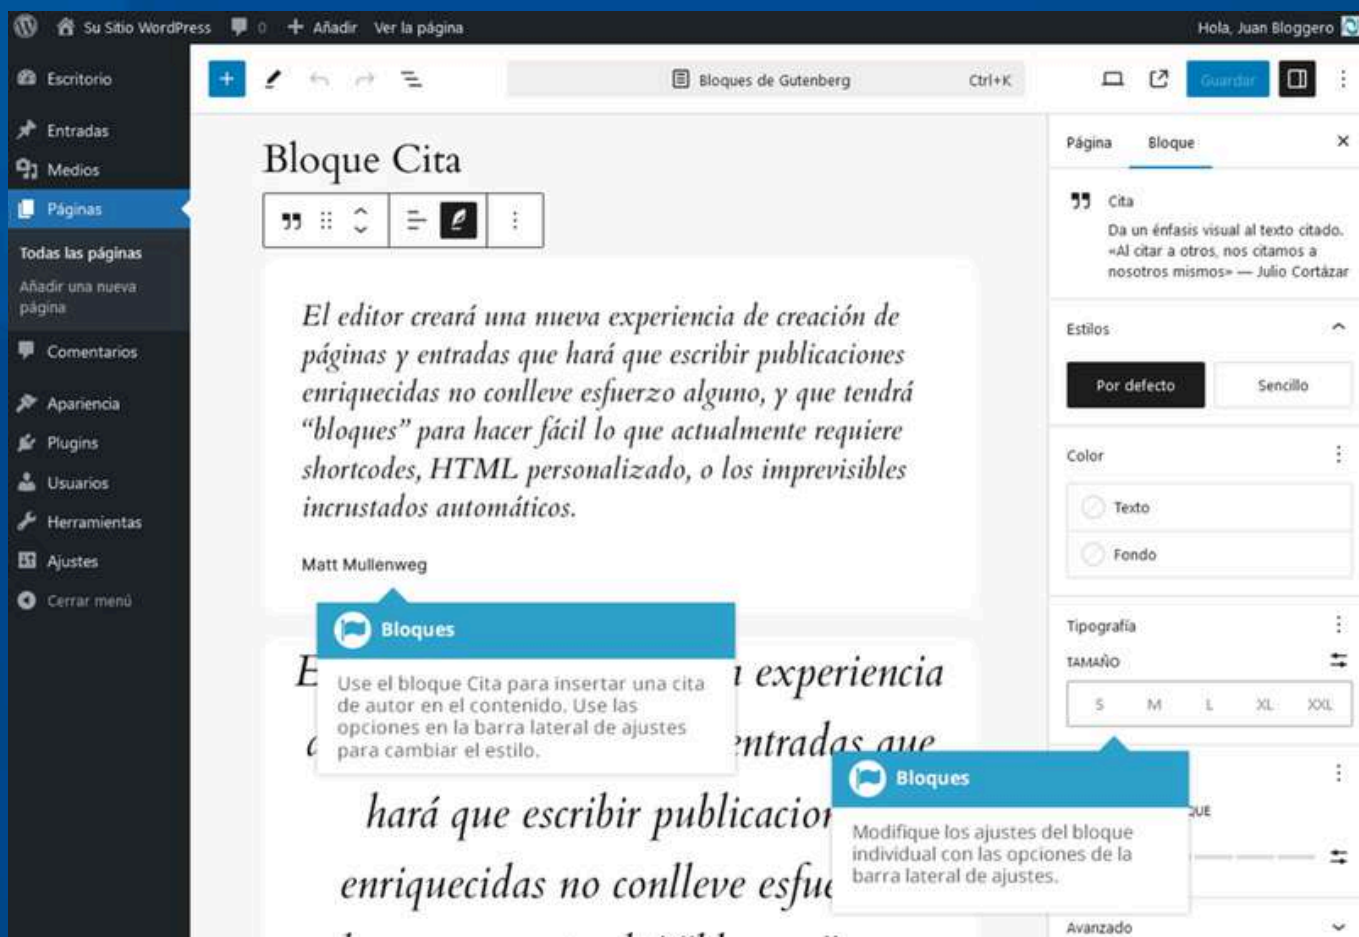 Su Sitio WordPress 0 + Añadir Ver la página Hola, Juan Bloggero
Escritorio
Entradas
Medios
Páginas
Todas las páginas
Añadir una nueva
página
Comentarios
Apariencia
Plugins
Usuarios
Herramientas
Ajustes
Cerrar menú
Bloques de Gutenberg Ctrl+K Guardar
Bloque Cita
El editor creará una nueva experiencia de creación de
páginas y entradas que hará que escribir publicaciones
enriquecidas no conlleve esfuerzo alguno, y que tendrá
“bloques” para hacer fácil lo que actualmente requiere
shortcodes, HTML personalizado, o los imprevisibles
incrustados automáticos.
Matt Mullenweg
Bloques
Use el bloque Cita para insertar una cita
de autor en el contenido. Use las
opciones en la barra lateral de ajustes
para cambiar el estilo.
experiencia
entradas que
hará que escribir
enriquecidas no conlleve
Página Bloque
Cita
Da un énfasis visual al texto citado.
«Al citar a otros, nos citamos a
nosotros mismos» — Julio Cortázar
Estilos
Por defecto Sencillo
Color
Texto
Fondo
Tipografía
TAMAÑO
S M L XL XXL
Bloques
Modifique los ajustes del bloque
individual con las opciones de la
barra lateral de ajustes.
Avanzado